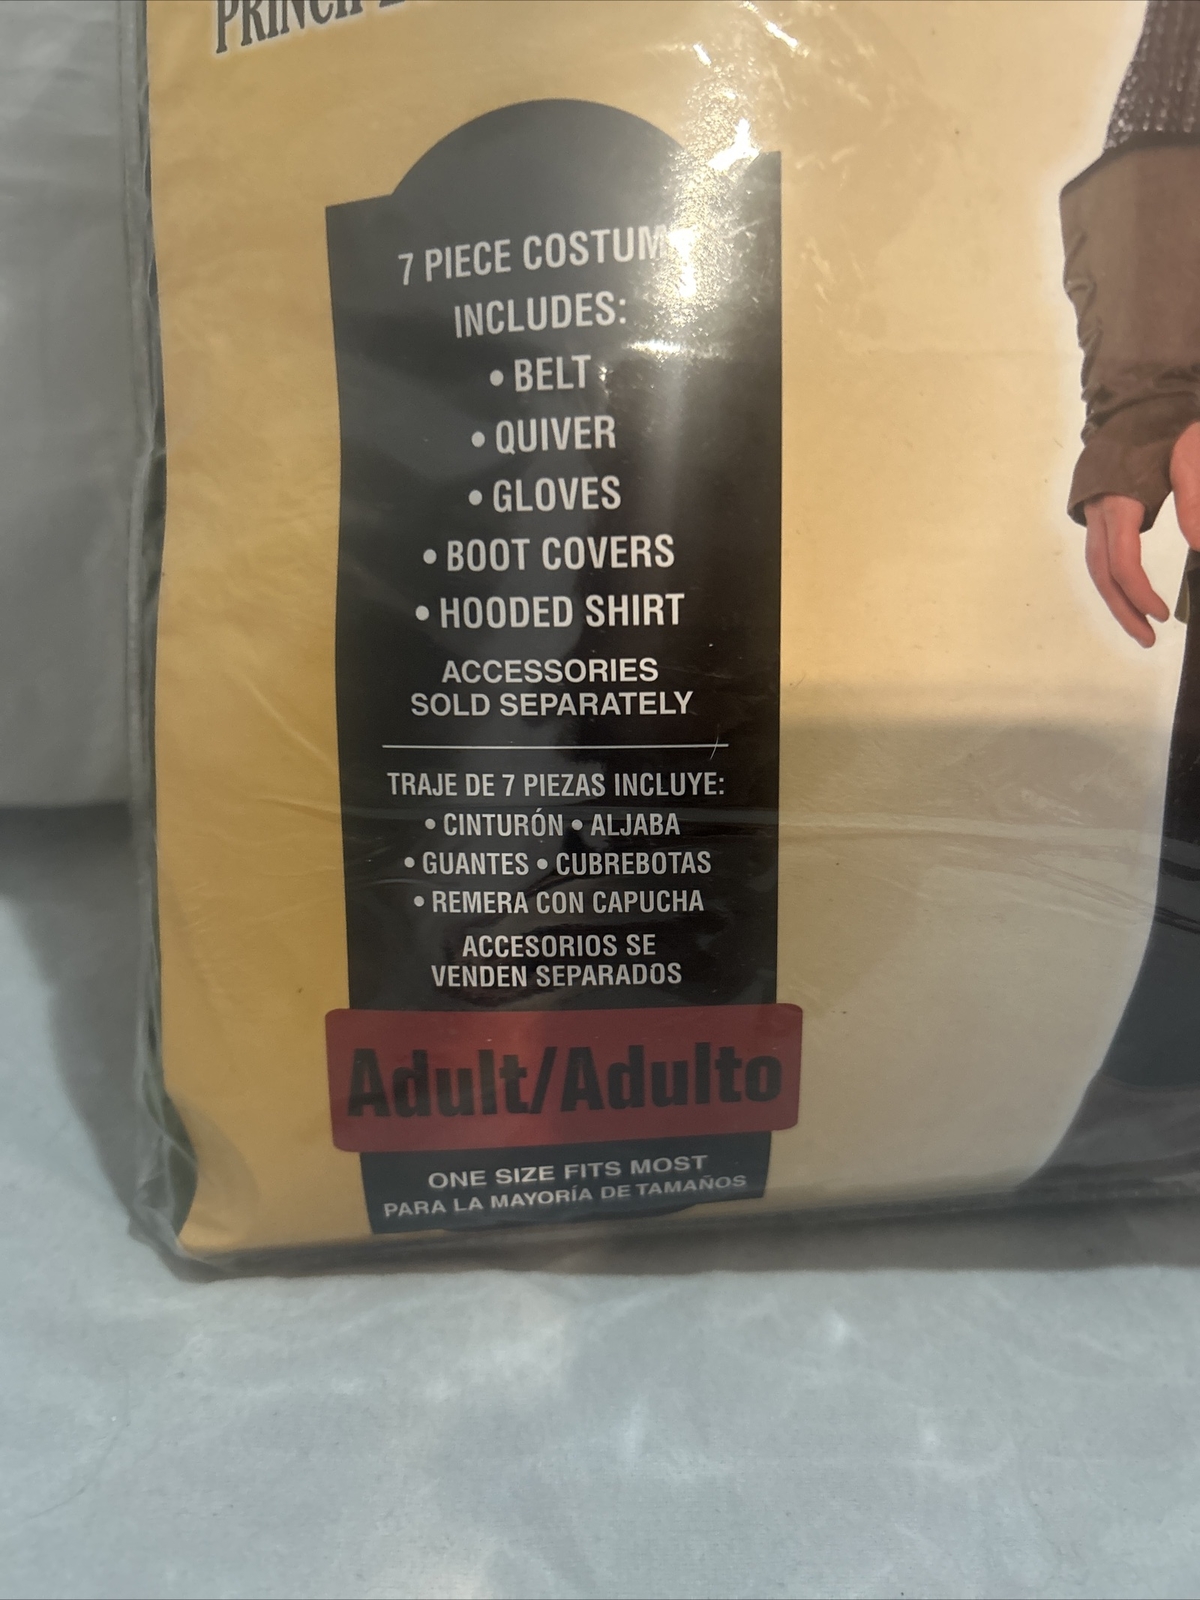 7 PIECE COSTUM
INCLUDES:
• BELT
• QUIVER
• GLOVES
• BOOT COVERS
• HOODED SHIRT
ACCESSORIES
SOLD SEPARATELY
TRAJE DE 7 PIEZAS INCLUYE:
• CINTURÓN • ALJABA
• GUANTES • CUBREBOTAS
• REMERA CON CAPUCHA
ACCESORIOS SE
VENDEN SEPARADOS
Adult/Adulto
ONE SIZE FITS MOST
PARA LA MAYORÍA DE TAMAÑOS